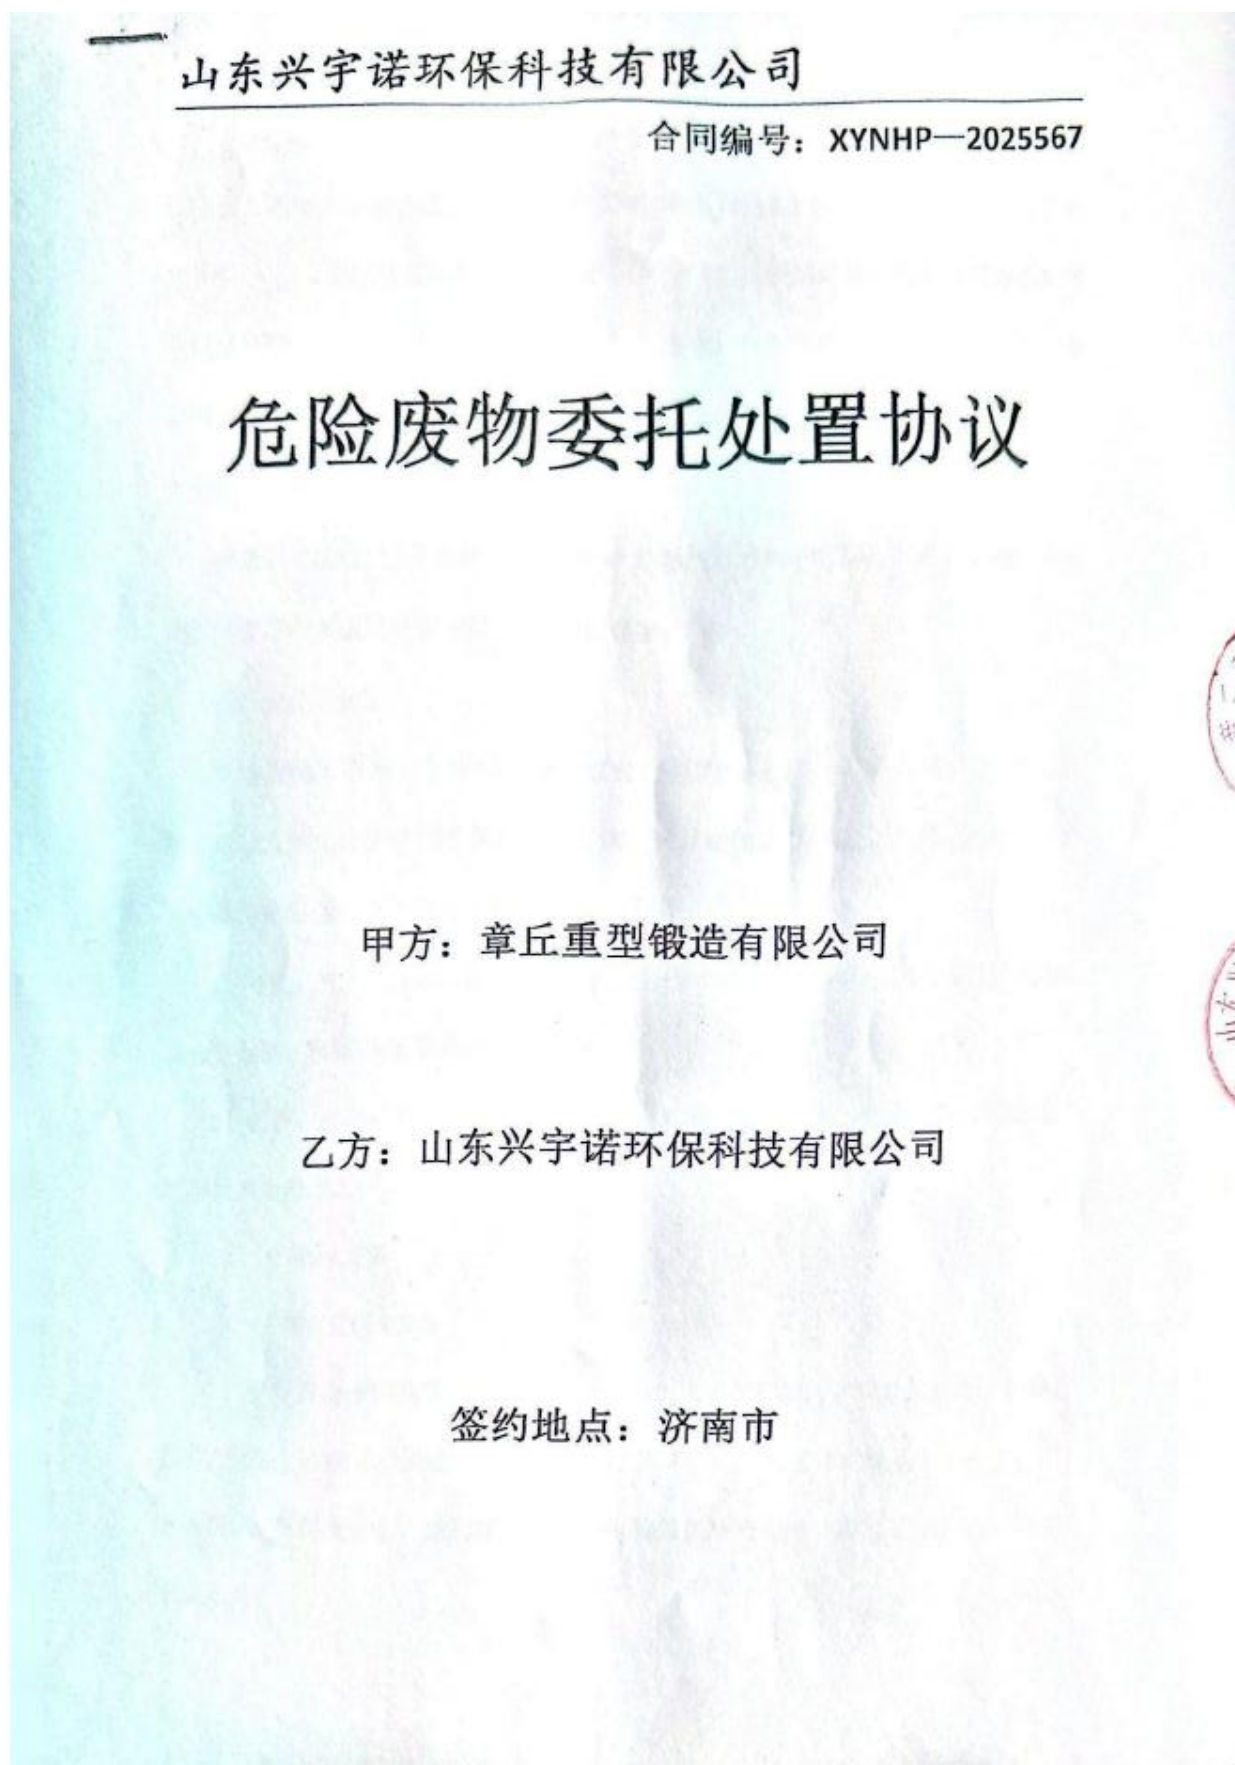 山东兴宇诺环保科技有限公司
合同编号：XYNHP—2025567
危险废物委托处置协议
甲方：章丘重型锻造有限公司
乙方：山东兴宇诺环保科技有限公司
签约地点：济南市